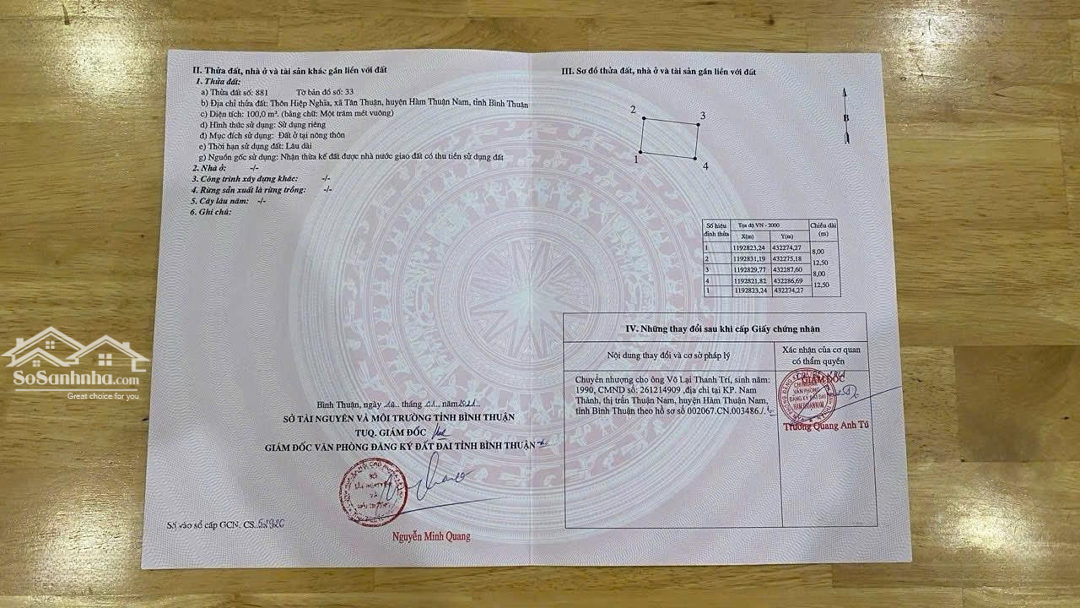 II. Thửa đất, nhà ở và tài sản khác gắn liền với đất
1. Thửa đất:
a) Thửa đất số: 881 Tờ bản đồ số: 33
b) Địa chỉ thửa đất: Thôn Hiệp Nghĩa, xã Tân Thuận, huyện Hàm Thuận Nam, tỉnh Bình Thuận
c) Diện tích: 100,0 m². (bằng chữ: Một trăm mét vuông)
d) Hình thức sử dụng: Sử dụng riêng
đ) Mục đích sử dụng: Đất ở tại nông thôn
e) Thời hạn sử dụng đất: Lâu dài
g) Nguồn gốc sử dụng: Nhận thừa kế đất được nhà nước giao đất có thu tiền sử dụng đất
2. Nhà ở: -/-
3. Công trình xây dựng khác: -/-
4. Rừng sản xuất là rừng trồng: -/-
5. Cây lâu năm: -/-
6. Ghi chú:
Bình Thuận, ngày tháng năm
SỞ TÀI NGUYÊN VÀ MÔI TRƯỜNG TỈNH BÌNH THUẬN
TUQ. GIÁM ĐỐC
GIÁM ĐỐC VĂN PHÒNG ĐĂNG KÝ ĐẤT ĐAI TỈNH BÌNH THUẬN
Nguyễn Minh Quang
Số vào sổ cấp GCN: CS
III. Sơ đồ thửa đất, nhà ở và tài sản gắn liền với đất
2
3
1
4
B
Số hiệu đỉnh thửa Tọa độ VN - 2000 Chiều dài (m)
X(m) Y(m)
1 1192823,24 432274,27
8,00
2 1192831,19 432275,18
12,50
3 1192829,77 432287,60
8,00
4 1192821,82 432286,69
12,50
1 1192823,24 432274,27
IV. Những thay đổi sau khi cấp Giấy chứng nhận
Nội dung thay đổi và cơ sở pháp lý
Xác nhận của cơ quan
có thẩm quyền
Chuyển nhượng cho ông Võ Lại Thanh Trí, sinh năm:
1990, CMND số: 261214909 , địa chỉ tại KP. Nam
Thành, thị trấn Thuận Nam, huyện Hàm Thuận Nam,
tỉnh Bình Thuận theo hồ sơ số 002067.CN.003486./.
GIÁM ĐỐC
Trương Quang Anh Tú
SoSanhnha.com
Great choice for you